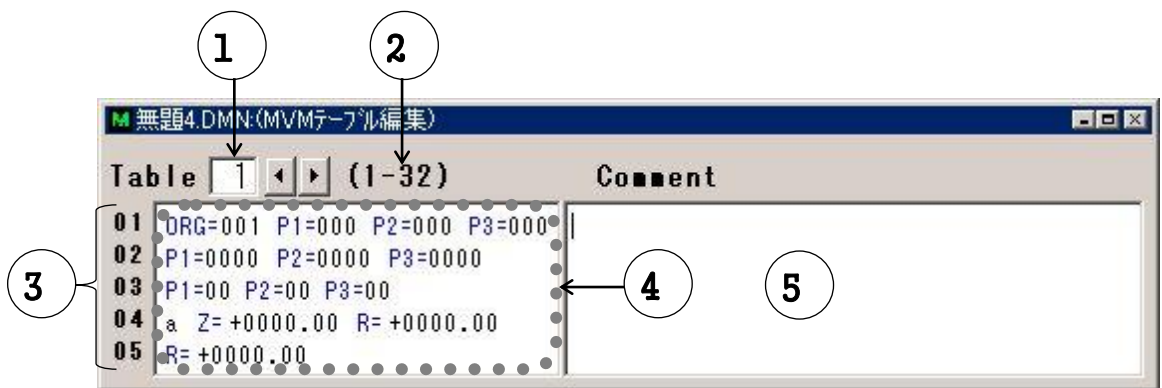 1 2
無題4.DMN:(MVMテーブル編集)
Table 1 (1-32) Comment
01 ORG=001 P1=000 P2=000 P3=000
02 P1=0000 P2=0000 P3=0000
03 P1=00 P2=00 P3=00
04 a Z= +0000.00 R= +0000.00
05 R= +0000.00
3 4 5